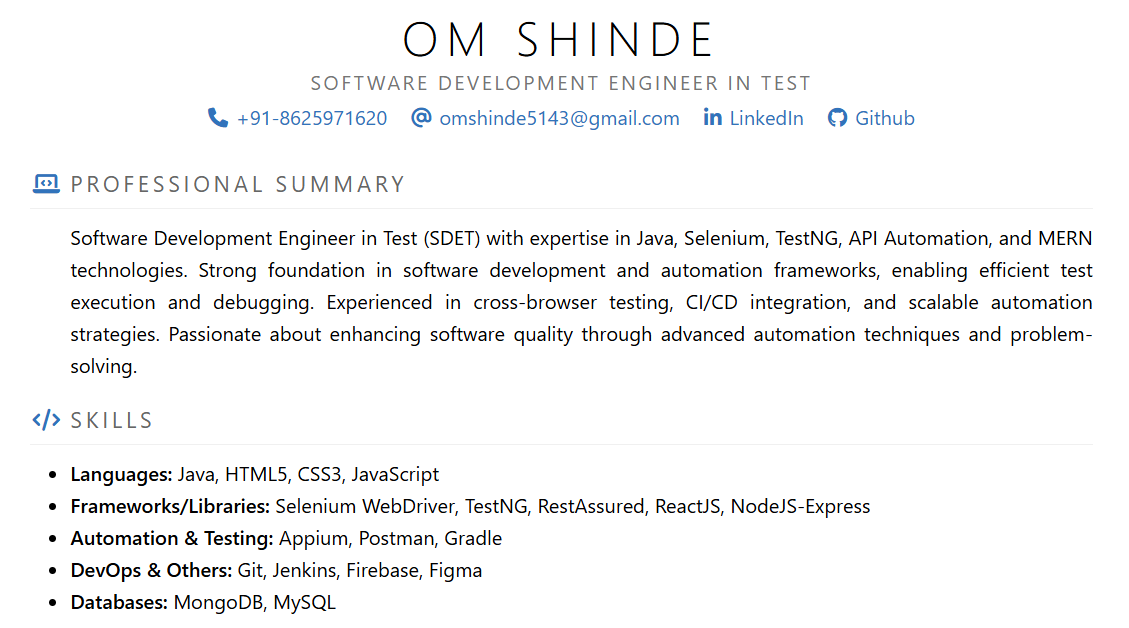 OM SHINDE
SOFTWARE DEVELOPMENT ENGINEER IN TEST
+91-8625971620 omshinde5143@gmail.com LinkedIn Github
PROFESSIONAL SUMMARY
Software Development Engineer in Test (SDET) with expertise in Java, Selenium, TestNG, API Automation, and MERN
technologies. Strong foundation in software development and automation frameworks, enabling efficient test
execution and debugging. Experienced in cross-browser testing, CI/CD integration, and scalable automation
strategies. Passionate about enhancing software quality through advanced automation techniques and problem-
solving.
SKILLS
• Languages: Java, HTML5, CSS3, JavaScript
• Frameworks/Libraries: Selenium WebDriver, TestNG, RestAssured, ReactJS, NodeJS-Express
• Automation & Testing: Appium, Postman, Gradle
• DevOps & Others: Git, Jenkins, Firebase, Figma
• Databases: MongoDB, MySQL